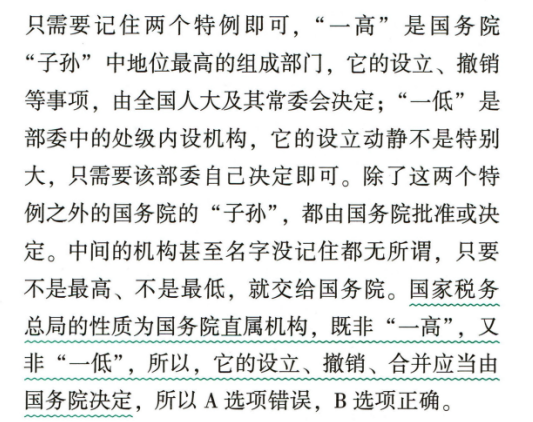 只需要记住两个特例即可，“一高”是国务院
“子孙”中地位最高的组成部门，它的设立、撤销
等事项，由全国人大及其常委会决定；“一低”是
部委中的处级内设机构，它的设立动静不是特别
大，只需要该部委自己决定即可。除了这两个特
例之外的国务院的“子孙”，都由国务院批准或决
定。中间的机构甚至名字没记住都无所谓，只要
不是最高、不是最低，就交给国务院。国家税务
总局的性质为国务院直属机构，既非“一高”，又
非“一低”，所以，它的设立、撤销、合并应当由
国务院决定，所以 A 选项错误，B 选项正确。